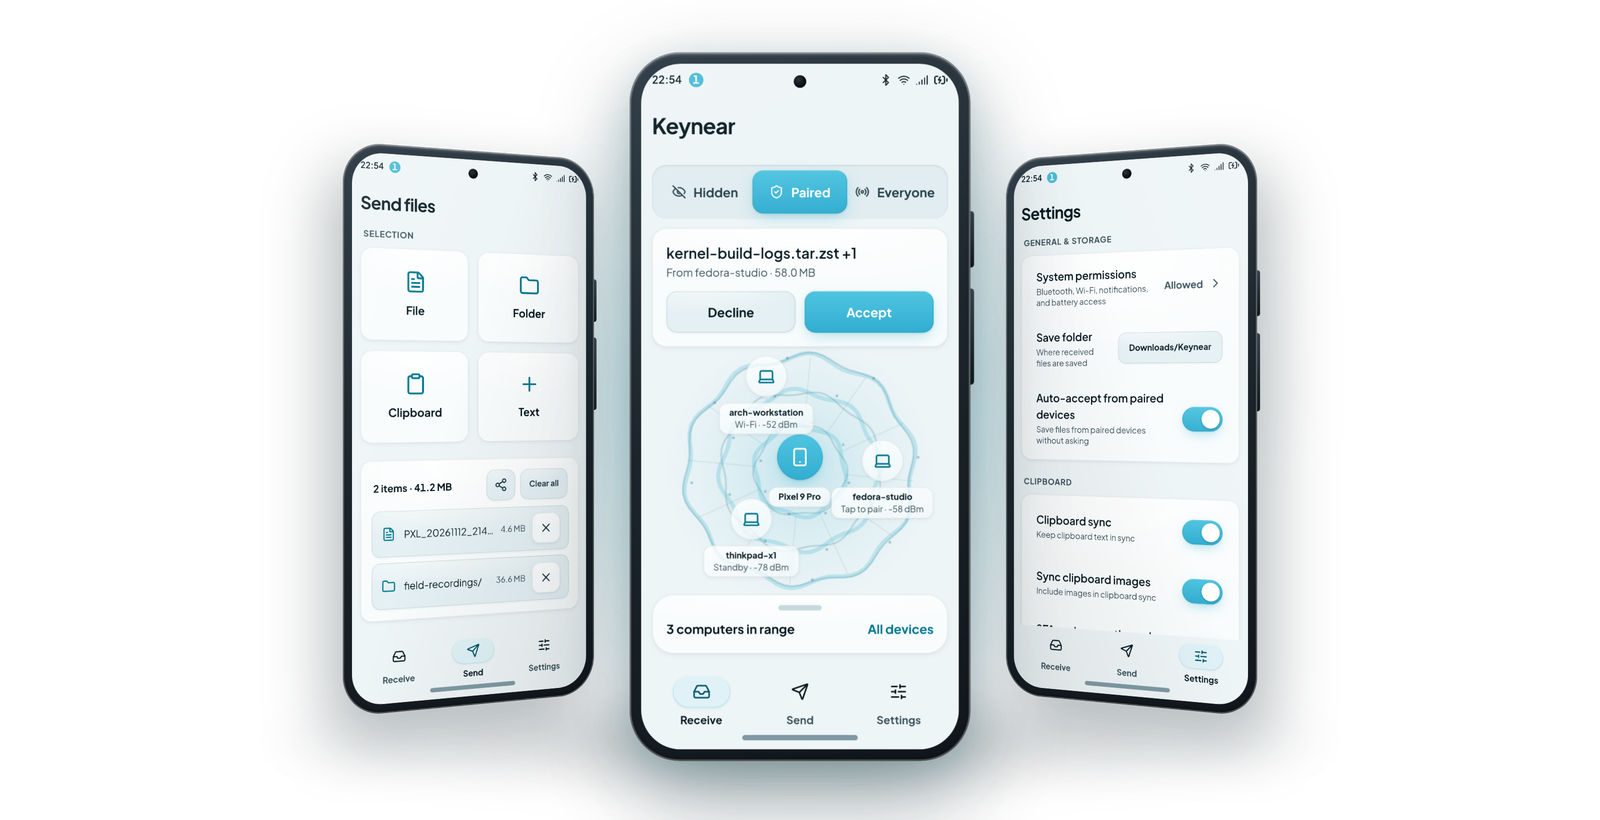 22:54 1
Send files
SELECTION
File
Folder
Clipboard
Text
2 items · 41.2 MB
Clear all
PXL_20261112_214... 4.6 MB
field-recordings/ 36.6 MB
Receive
Send
Settings
22:54 1
Keynear
Hidden
Paired
Everyone
kernel-build-logs.tar.zst +1
From fedora-studio · 58.0 MB
Decline
Accept
arch-workstation
Wi-Fi · -52 dBm
Pixel 9 Pro
fedora-studio
Tap to pair · -58 dBm
thinkpad-x1
Standby · -78 dBm
3 computers in range
All devices
Receive
Send
Settings
22:54 1
Settings
GENERAL & STORAGE
System permissions
Bluetooth, Wi-Fi, notifications,
and battery access
Allowed
Save folder
Where received
files are saved
Downloads/Keynear
Auto-accept from paired
devices
Save files from paired devices
without asking
CLIPBOARD
Clipboard sync
Keep clipboard text in sync
Sync clipboard images
Include images in clipboard sync
Receive
Send
Settings